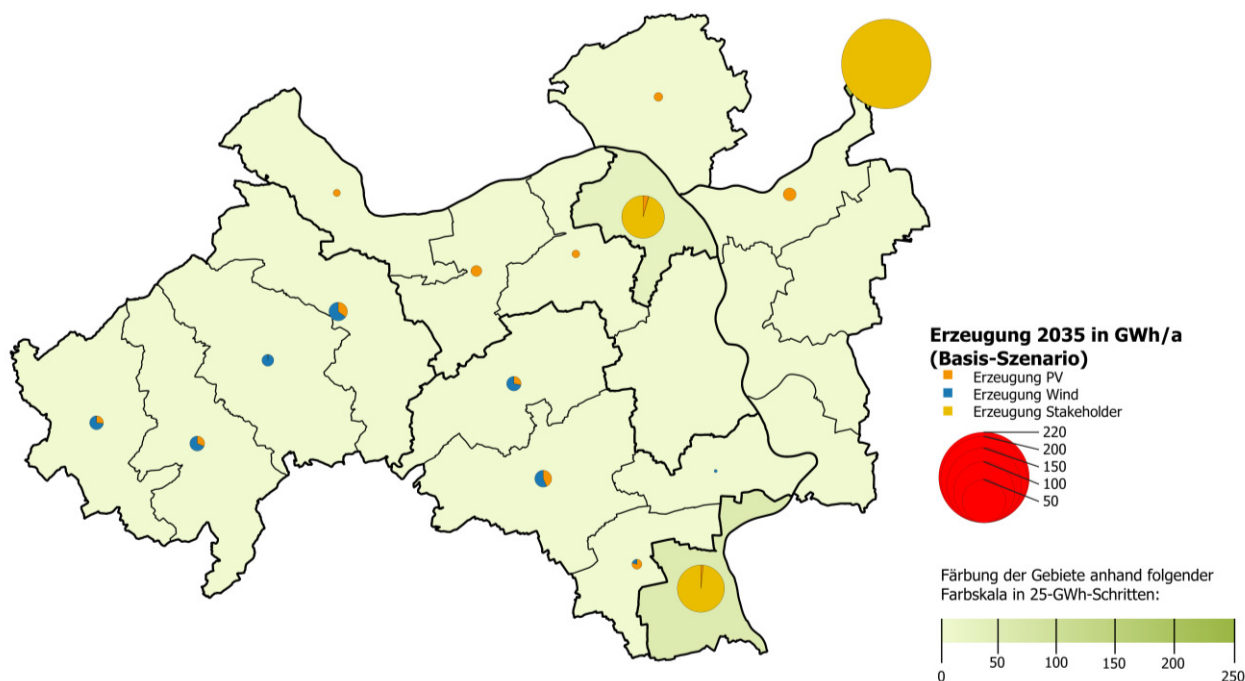 Erzeugung 2035 in GWh/a
(Basis-Szenario)
Erzeugung PV
Erzeugung Wind
Erzeugung Stakeholder
220
200
150
100
50
Färbung der Gebiete anhand folgender
Farbskala in 25-GWh-Schritten:
0 50 100 150 200 250